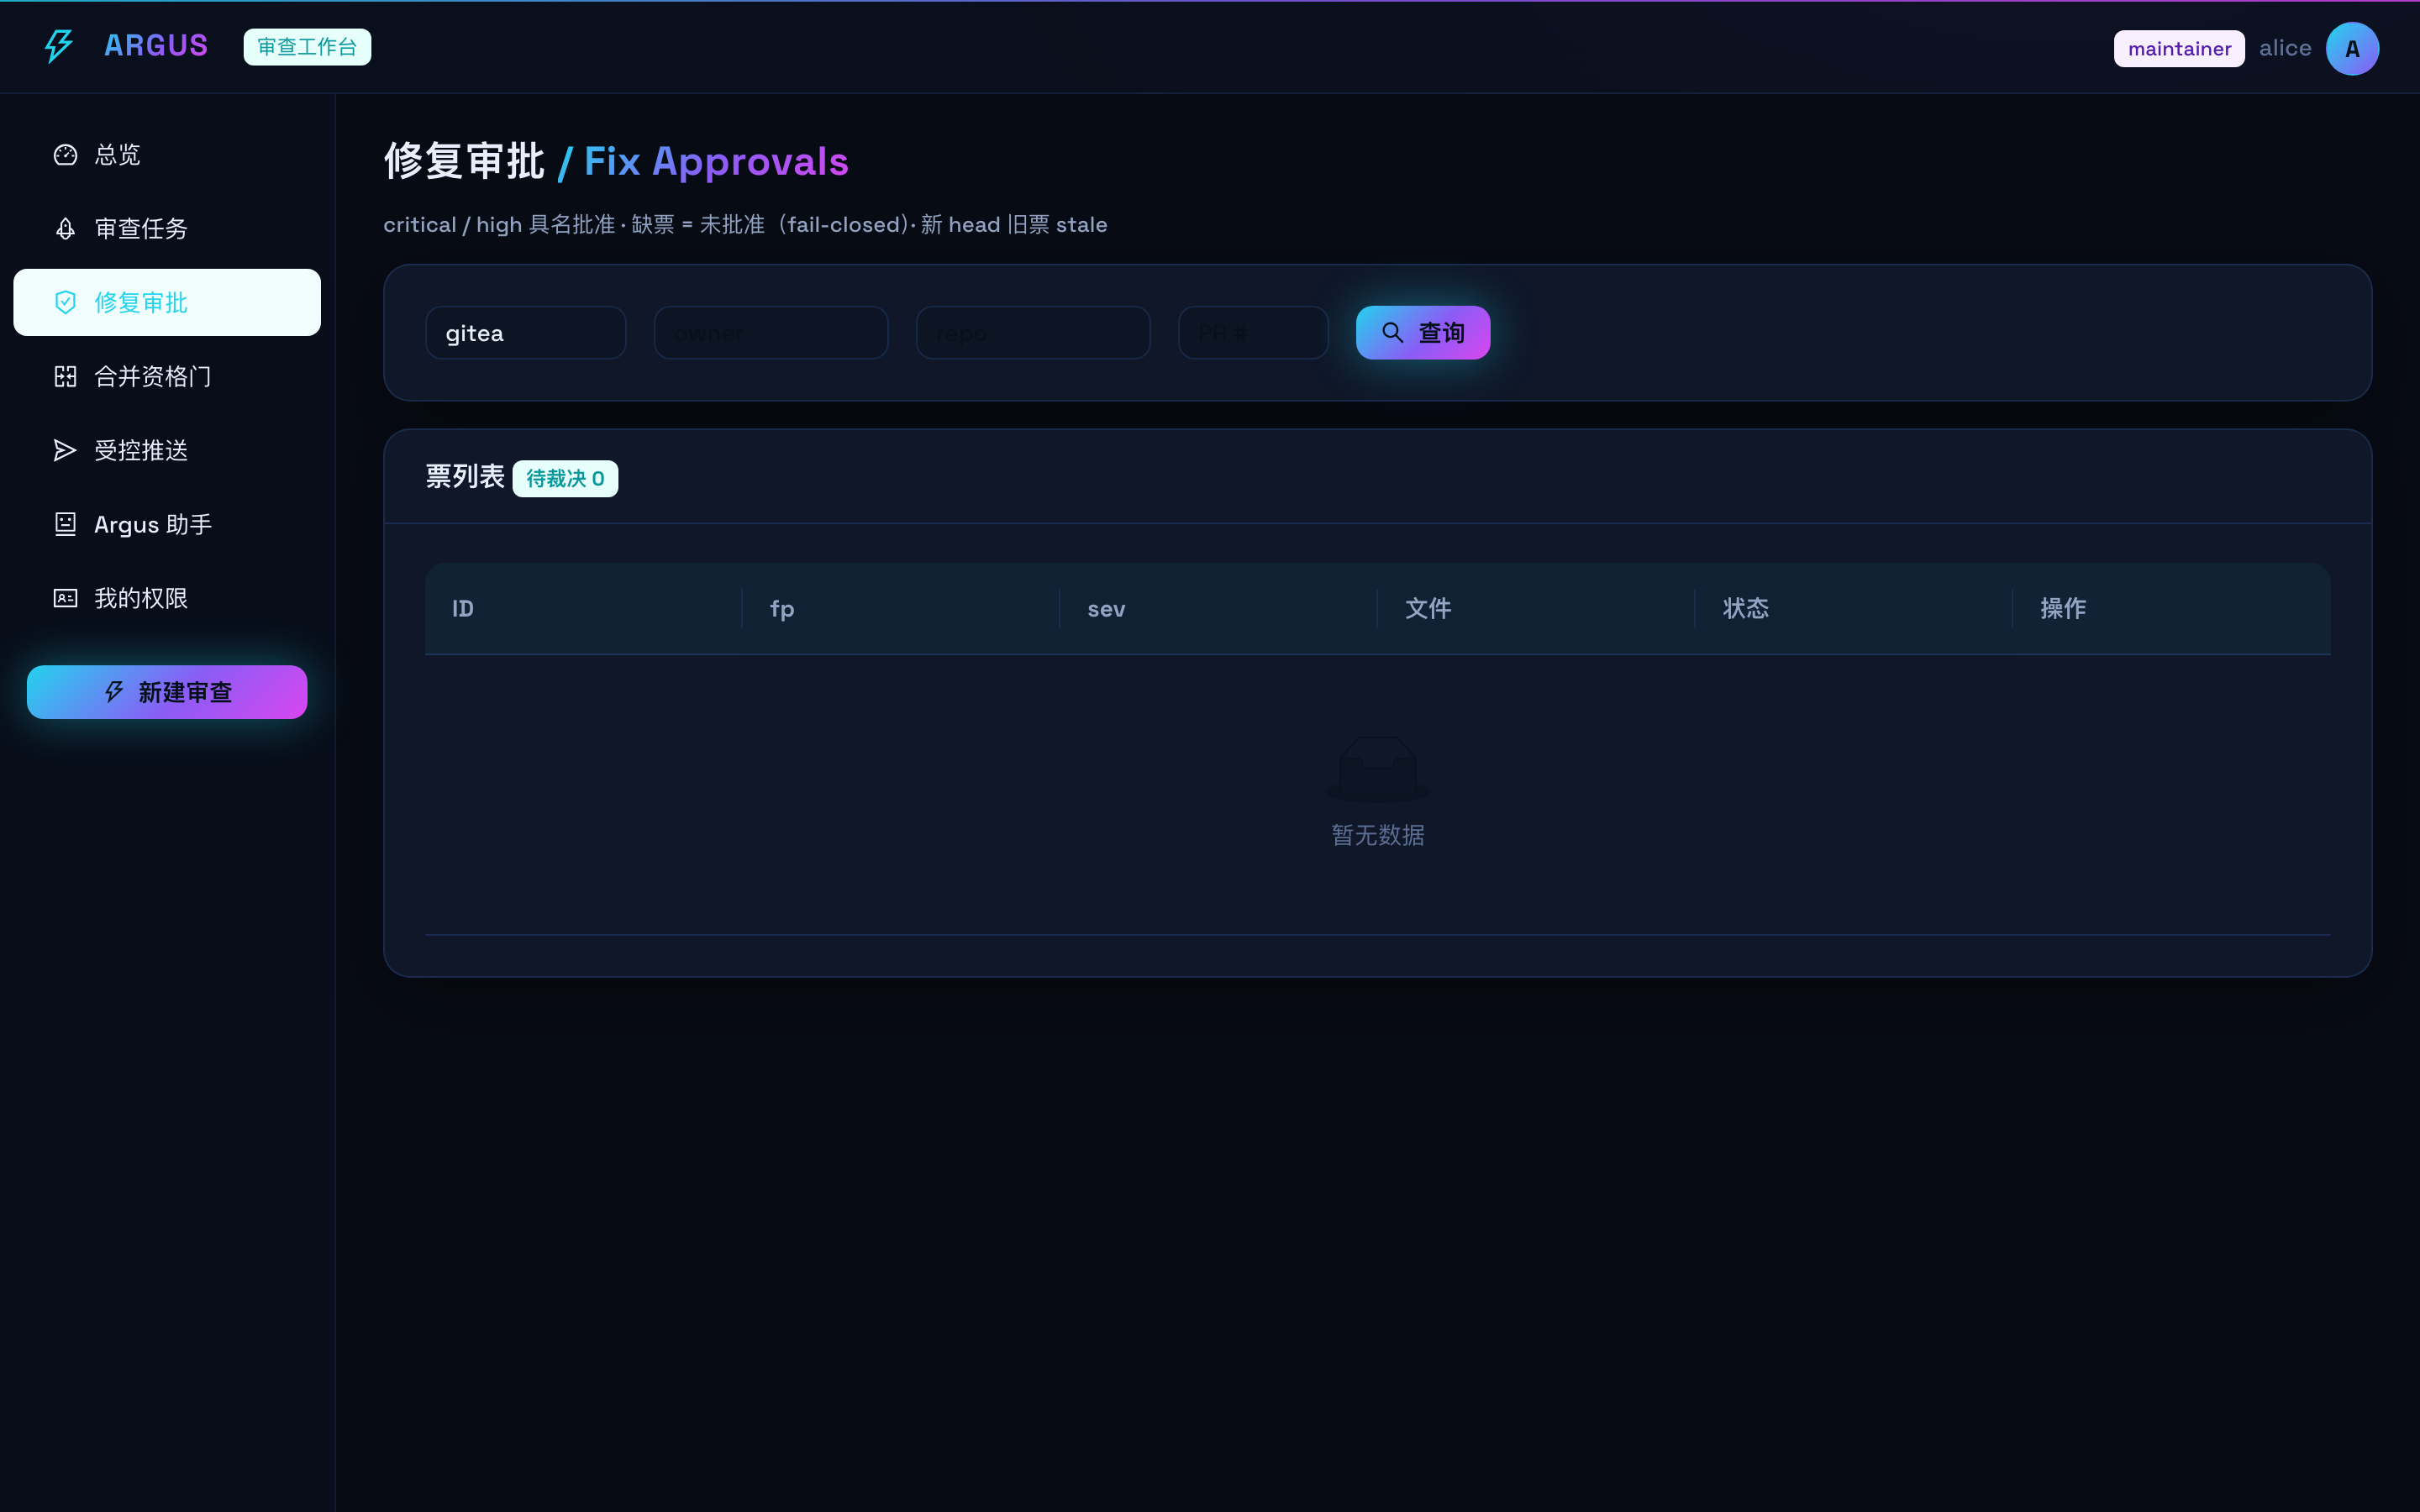 ARGUS 审查工作台 maintainer alice A
总览
审查任务
修复审批
合并资格门
受控推送
Argus 助手
我的权限
新建审查
修复审批 / Fix Approvals
critical / high 具名批准 · 缺票 = 未批准（fail-closed）· 新 head 旧票 stale
gitea owner repo PR # 查询
票列表 待裁决 0
ID fp sev 文件 状态 操作
暂无数据